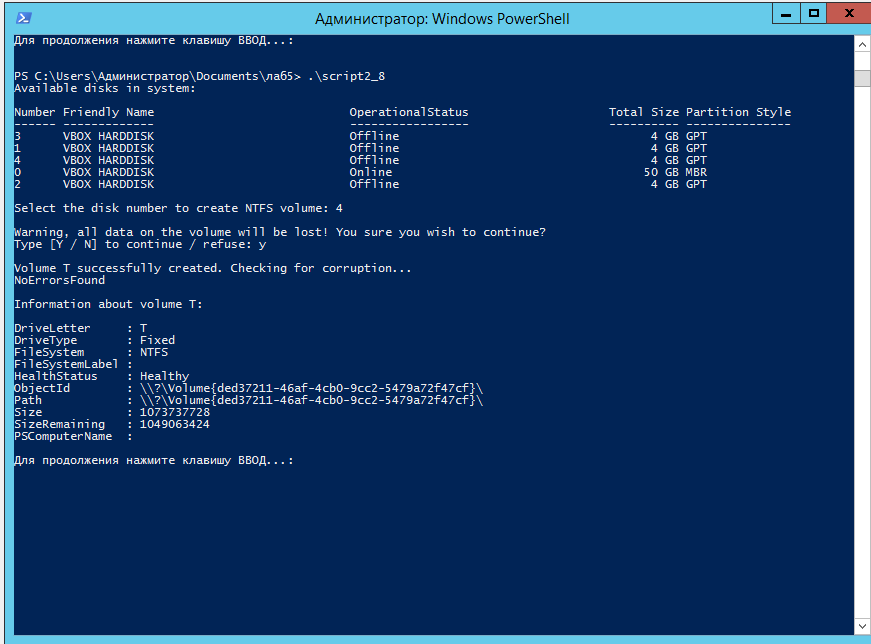 Администратор: Windows PowerShell
Для продолжения нажмите клавишу ВВОД...:
PS C:\Users\Администратор\Documents\лаб5> .\script2_8
Available disks in system:
Number Friendly Name OperationalStatus Total Size Partition Style
------ ------------- ----------------- ---------- ---------------
3 VBOX HARDDISK Offline 4 GB GPT
1 VBOX HARDDISK Offline 4 GB GPT
4 VBOX HARDDISK Offline 4 GB GPT
0 VBOX HARDDISK Online 50 GB MBR
2 VBOX HARDDISK Offline 4 GB GPT
Select the disk number to create NTFS volume: 4
Warning, all data on the volume will be lost! You sure you wish to continue?
Type [Y / N] to continue / refuse: y
Volume T successfully created. Checking for corruption...
NoErrorsFound
Information about volume T:
DriveLetter : T
DriveType : Fixed
FileSystem : NTFS
FileSystemLabel :
HealthStatus : Healthy
ObjectId : \\?\Volume{ded37211-46af-4cb0-9cc2-5479a72f47cf}\
Path : \\?\Volume{ded37211-46af-4cb0-9cc2-5479a72f47cf}\
Size : 1073737728
SizeRemaining : 1049063424
PSComputerName :
Для продолжения нажмите клавишу ВВОД...: